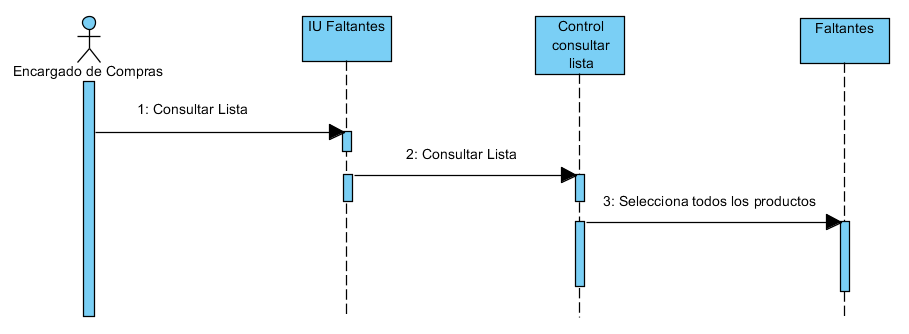 IU Faltantes
Control
consultar
lista
Faltantes
Encargado de Compras
1: Consultar Lista
2: Consultar Lista
3: Selecciona todos los productos